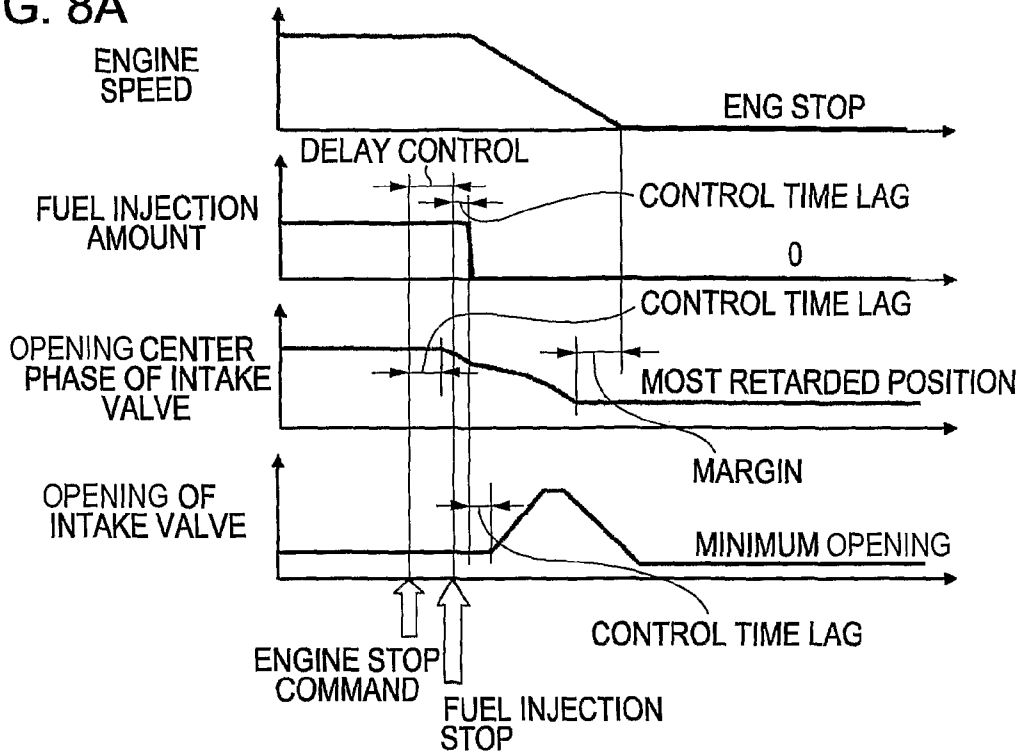 G. 8A
ENGINE
SPEED
ENG STOP
DELAY CONTROL
FUEL INJECTION
AMOUNT
CONTROL TIME LAG
0
CONTROL TIME LAG
OPENING CENTER
PHASE OF INTAKE
VALVE
MOST RETARDED POSITION
MARGIN
OPENING OF
INTAKE VALVE
MINIMUM OPENING
CONTROL TIME LAG
ENGINE STOP
COMMAND
FUEL INJECTION
STOP